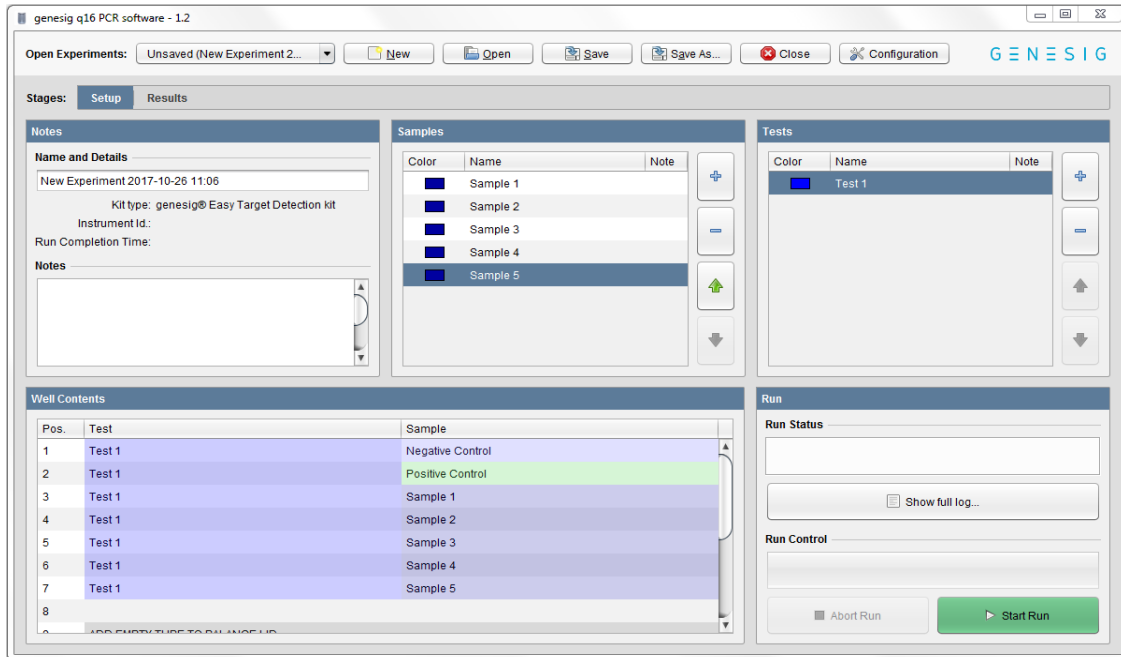 genesig q16 PCR software - 1.2
Open Experiments: Unsaved (New Experiment 2... New Open Save Save As... Close Configuration GENESIG
Stages: Setup Results
Notes
Name and Details
New Experiment 2017-10-26 11:06
Kit type: genesig® Easy Target Detection kit
Instrument Id.:
Run Completion Time:
Notes
Samples
Color Name Note
Sample 1
Sample 2
Sample 3
Sample 4
Sample 5
Tests
Color Name Note
Test 1
Well Contents
Pos. Test Sample
1 Test 1 Negative Control
2 Test 1 Positive Control
3 Test 1 Sample 1
4 Test 1 Sample 2
5 Test 1 Sample 3
6 Test 1 Sample 4
7 Test 1 Sample 5
8
ADD EMPTY TUBE TO BALANCE LID
Run
Run Status
Show full log...
Run Control
Abort Run Start Run